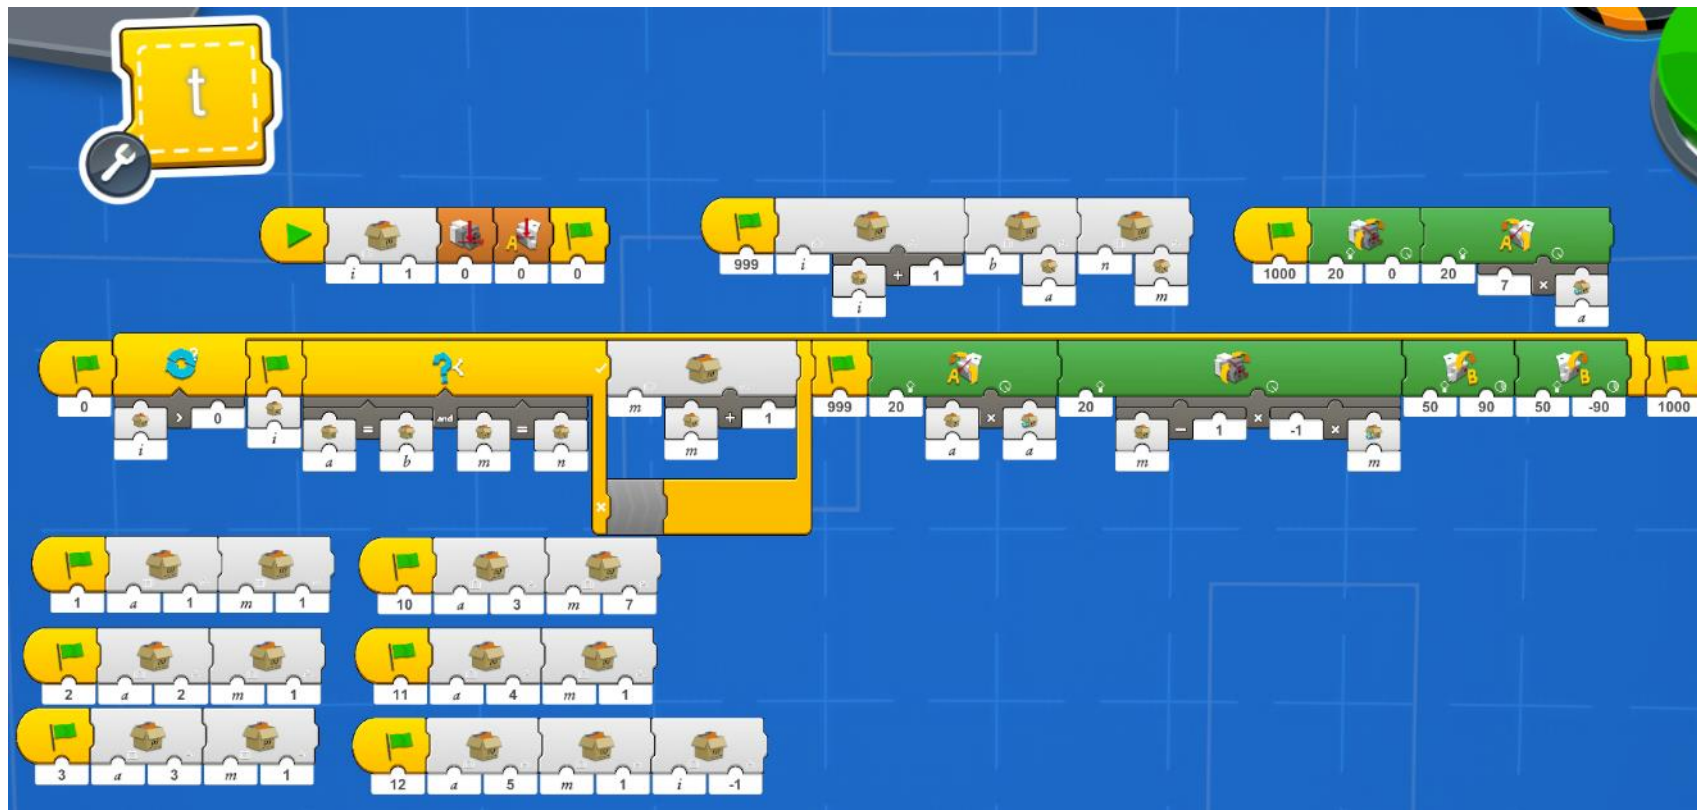 t
i 1 0 0 0
999 i i + 1 b a n m
1000 20 0 20 7 × a
0 i > 0 i a = b and m = n m m + 1 999 20 a × a 20 m − 1 × -1 × m 50 90 50 -90 1000
1 a 1 m 1
10 a 3 m 7
2 a 2 m 1
11 a 4 m 1
3 a 3 m 1
12 a 5 m 1 i -1